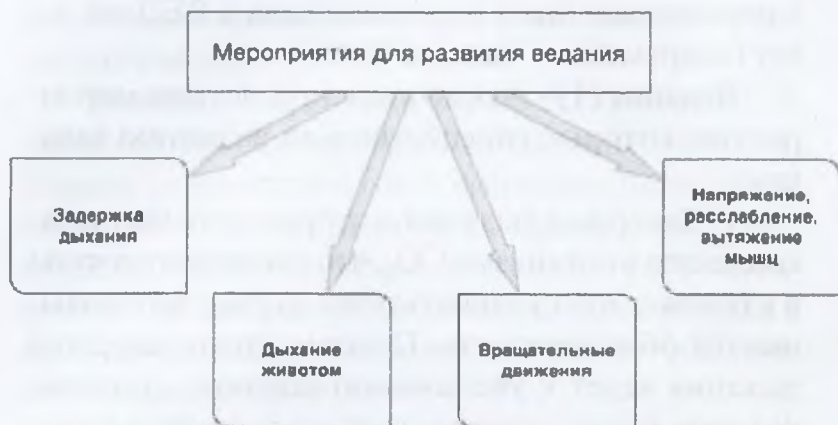 Мероприятия для развития ведания
Задержка
дыхания
Напряжение,
расслабление,
вытяжение
мышц
Дыхание
животом
Вращательные
движения